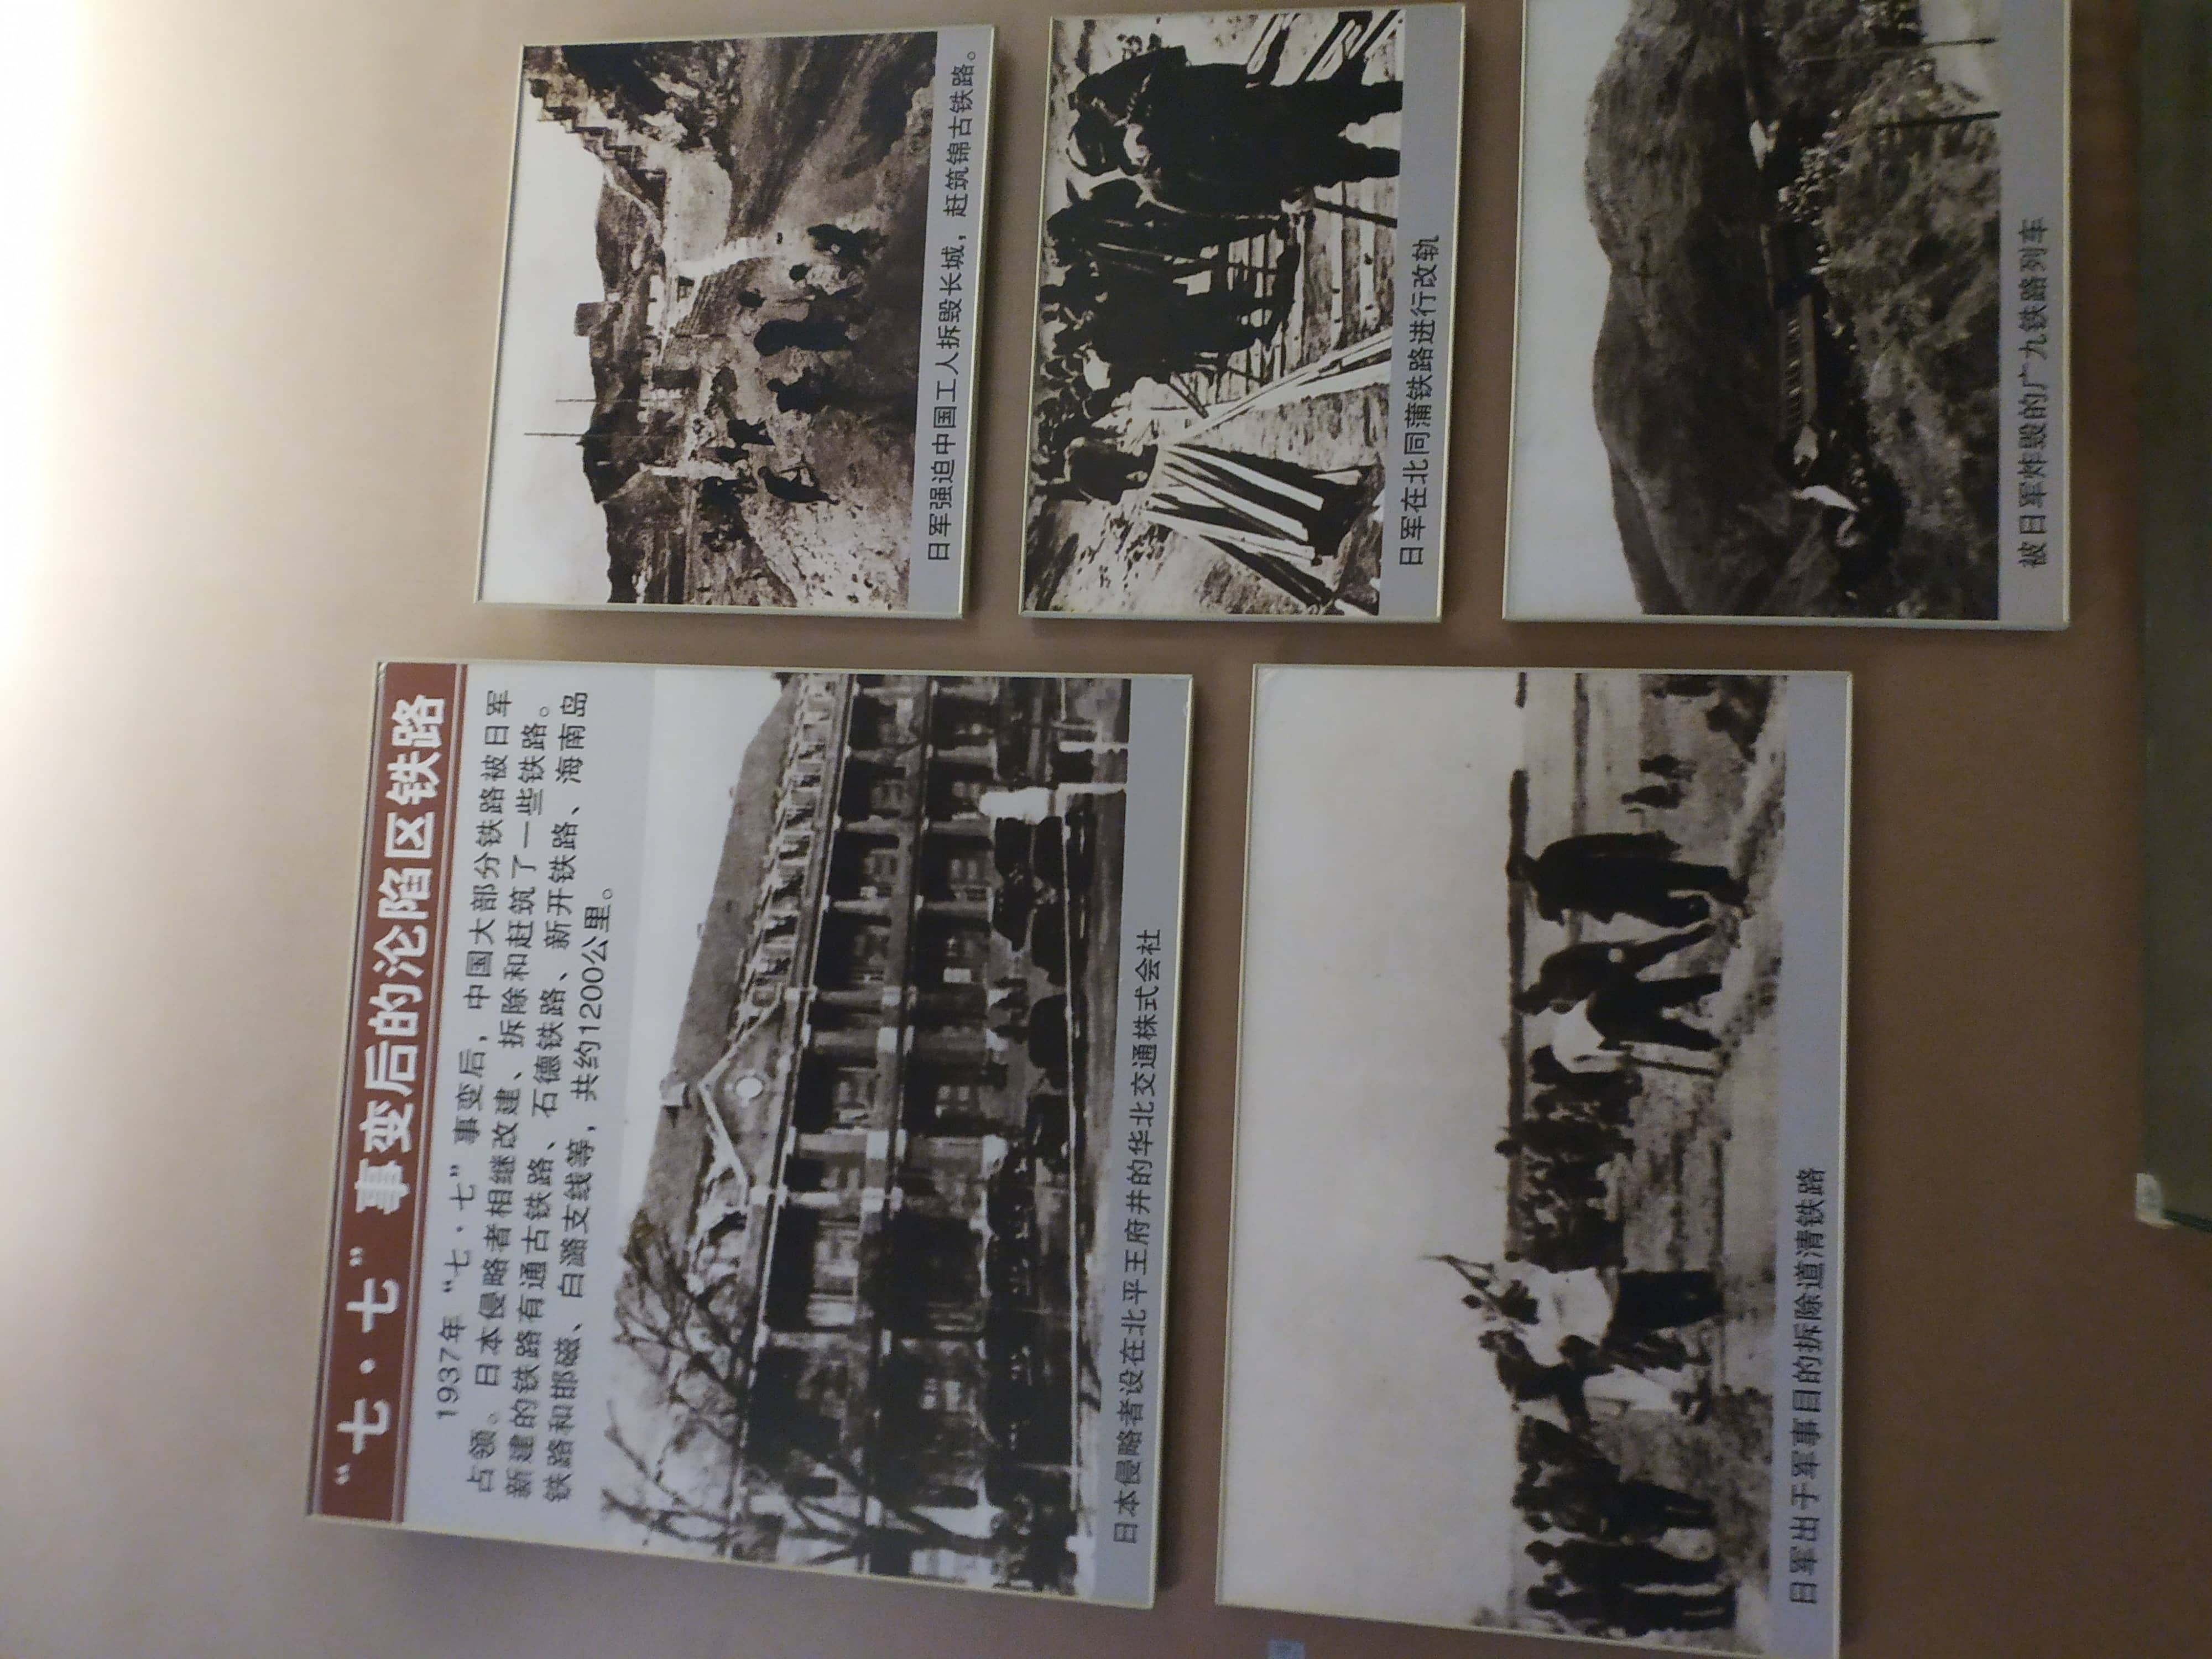 “七·七”事变后的沦陷区铁路
1937年“七·七”事变后，中国大部分铁路被日军
占领。日本侵略者相继改建、拆除和赶筑了一些铁路。
新建的铁路有通古铁路、石德铁路、新开铁路、海南岛
铁路和邯磁、白潞支线等，共约1200公里。
日本侵略者设在北平王府井的华北交通株式会社
日军出于军事目的拆除道清铁路
日军强迫中国工人拆毁长城，赶筑锦古铁路。
日军在北同蒲铁路进行改轨
被日军炸毁的广九铁路列车